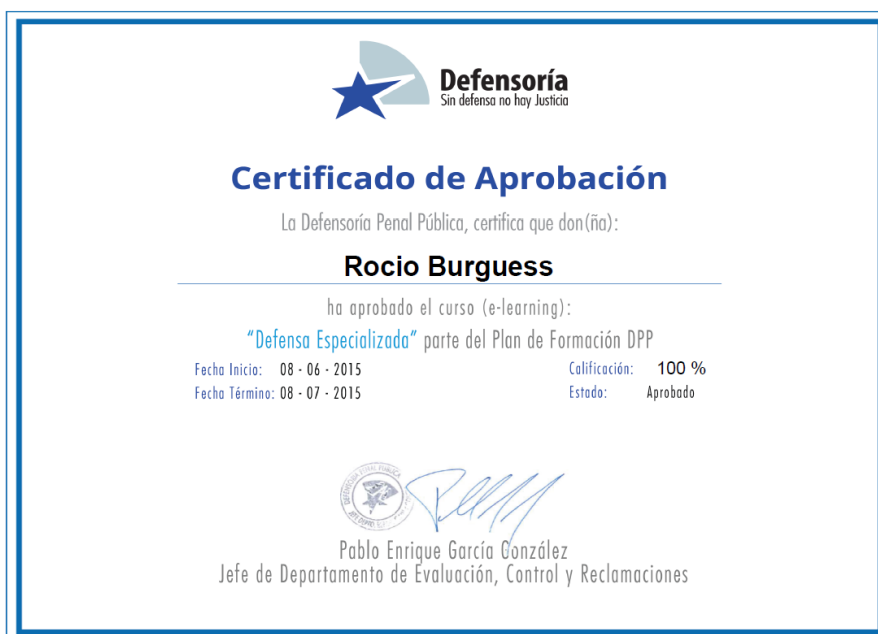 Defensoría
Sin defensa no hay Justicia
Certificado de Aprobación
La Defensoría Penal Pública, certifica que don(ña):
Rocio Burguess
ha aprobado el curso (e-learning):
“Defensa Especializada” parte del Plan de Formación DPP
Fecha Inicio: 08 - 06 - 2015
Calificación: 100 %
Fecha Término: 08 - 07 - 2015
Estado: Aprobado
DEFENSORIA PENAL PUBLICA
Pablo Enrique García González
Jefe de Departamento de Evaluación, Control y Reclamaciones